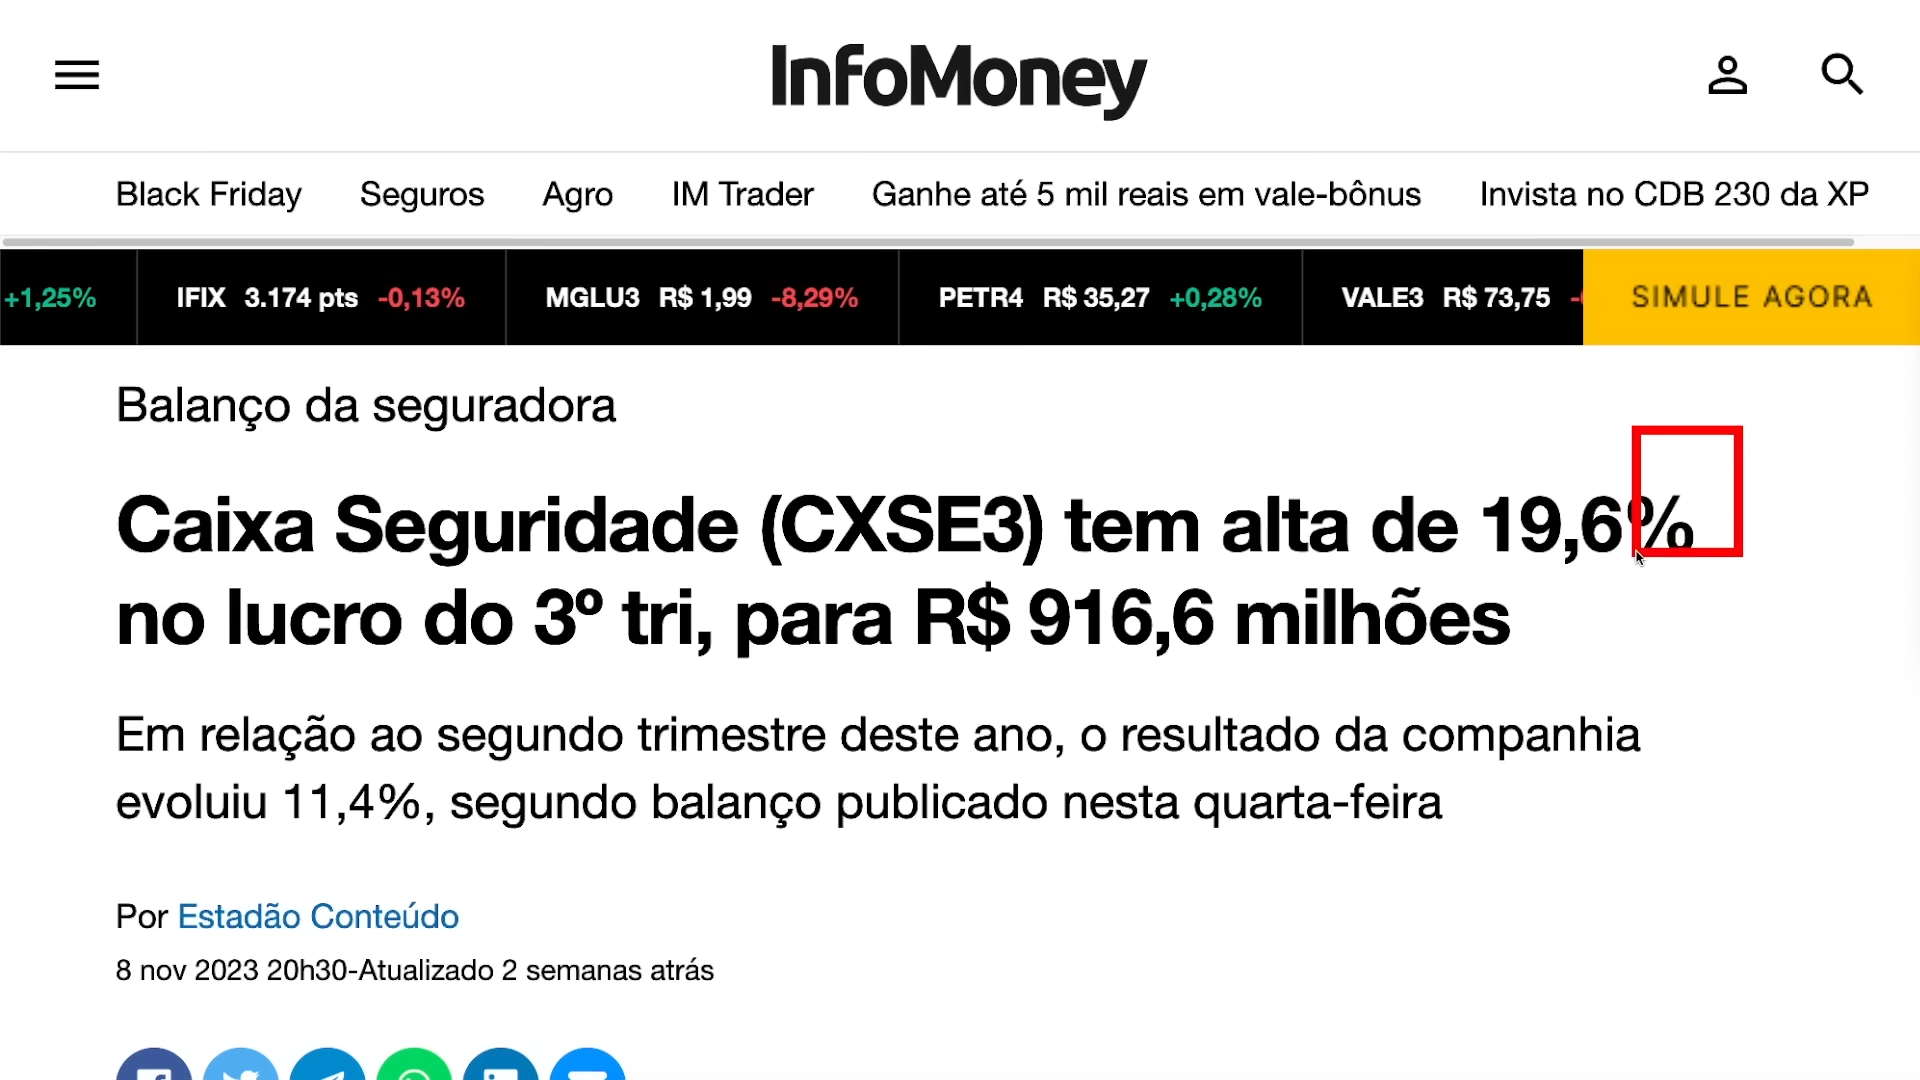 InfoMoney
Black Friday Seguros Agro IM Trader Ganhe até 5 mil reais em vale-bônus Invista no CDB 230 da XP
+1,25% IFIX 3.174 pts -0,13% MGLU3 R$ 1,99 -8,29% PETR4 R$ 35,27 +0,28% VALE3 R$ 73,75 SIMULE AGORA
Balanço da seguradora
Caixa Seguridade (CXSE3) tem alta de 19,6%
no lucro do 3º tri, para R$ 916,6 milhões
Em relação ao segundo trimestre deste ano, o resultado da companhia
evoluiu 11,4%, segundo balanço publicado nesta quarta-feira
Por Estadão Conteúdo
8 nov 2023 20h30-Atualizado 2 semanas atrás